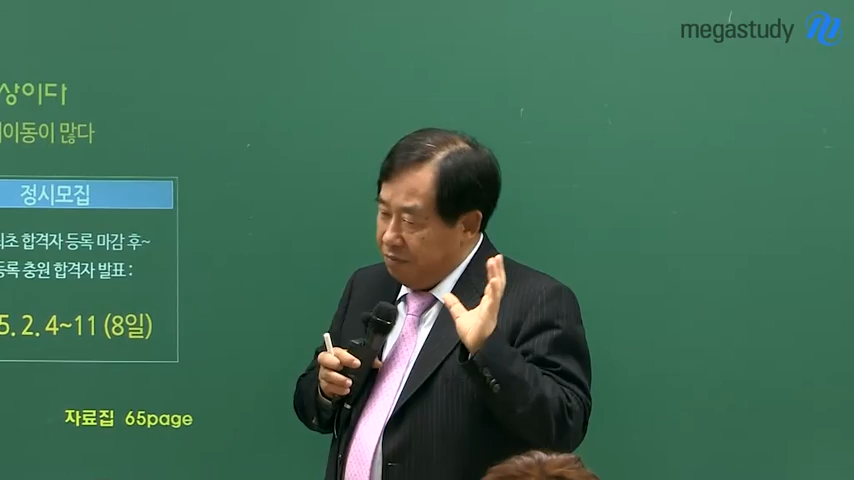 megastudy
상이다
이동이 많다
정시모집
최초 합격자 등록 마감 후~
등록 충원 합격자 발표 :
5. 2. 4~11 (8일)
자료집 65page